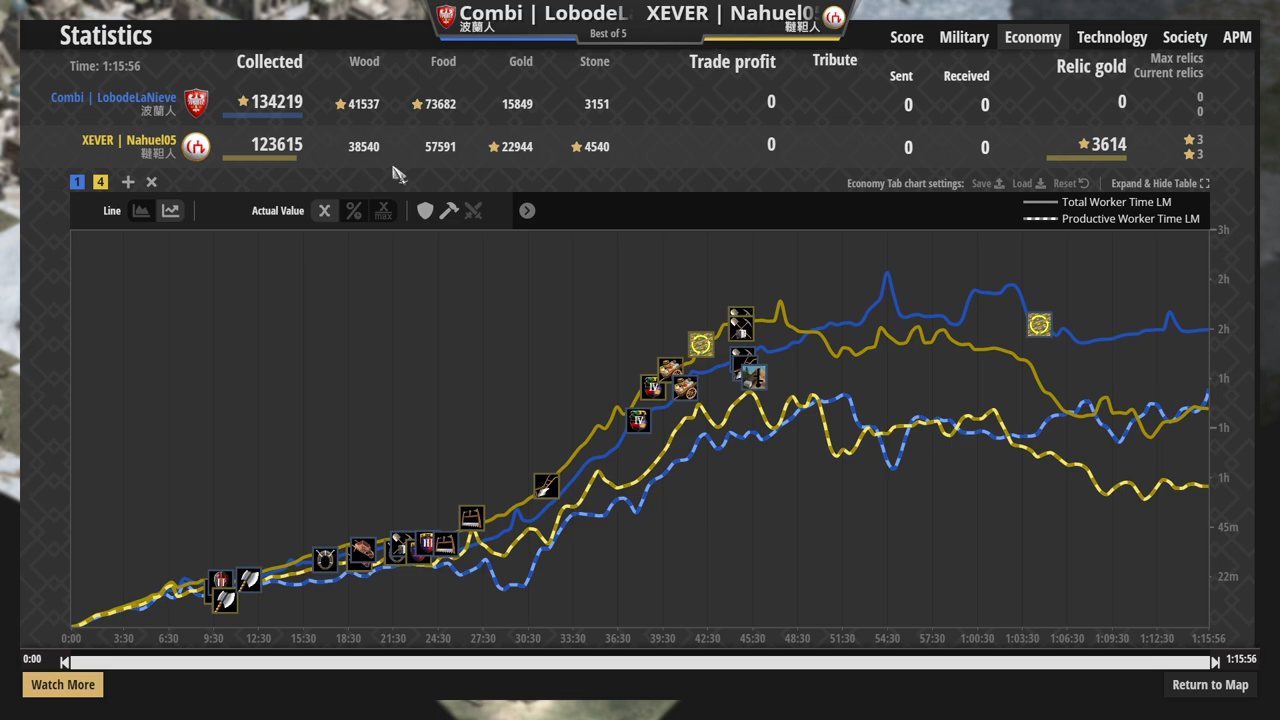 Combi | LobodeL XEVER | Nahuel0
波蘭人 韃靼人
Best of 5
Statistics
Score Military Economy Technology Society APM
Time: 1:15:56
Collected Wood Food Gold Stone Trade profit Tribute Sent Received Relic gold Max relics
Current relics
Combi | LobodeLaNieve 134219 41537 73682 15849 3151 0 0 0 0 0
波蘭人 0
XEVER | Nahuel05 123615 38540 57591 22944 4540 0 0 0 3614 3
韃靼人 3
1 4 Economy Tab chart settings: Save Load Reset Expand & Hide Table
Line Actual Value X % X/max
Total Worker Time LM
Productive Worker Time LM
3h
2h
2h
1h
1h
1h
45m
22m
0:00 3:30 6:30 9:30 12:30 15:30 18:30 21:30 24:30 27:30 30:30 33:30 36:30 39:30 42:30 45:30 48:30 51:30 54:30 57:30 1:00:30 1:03:30 1:06:30 1:09:30 1:12:30 1:15:56
0:00 1:15:56
Watch More Return to Map